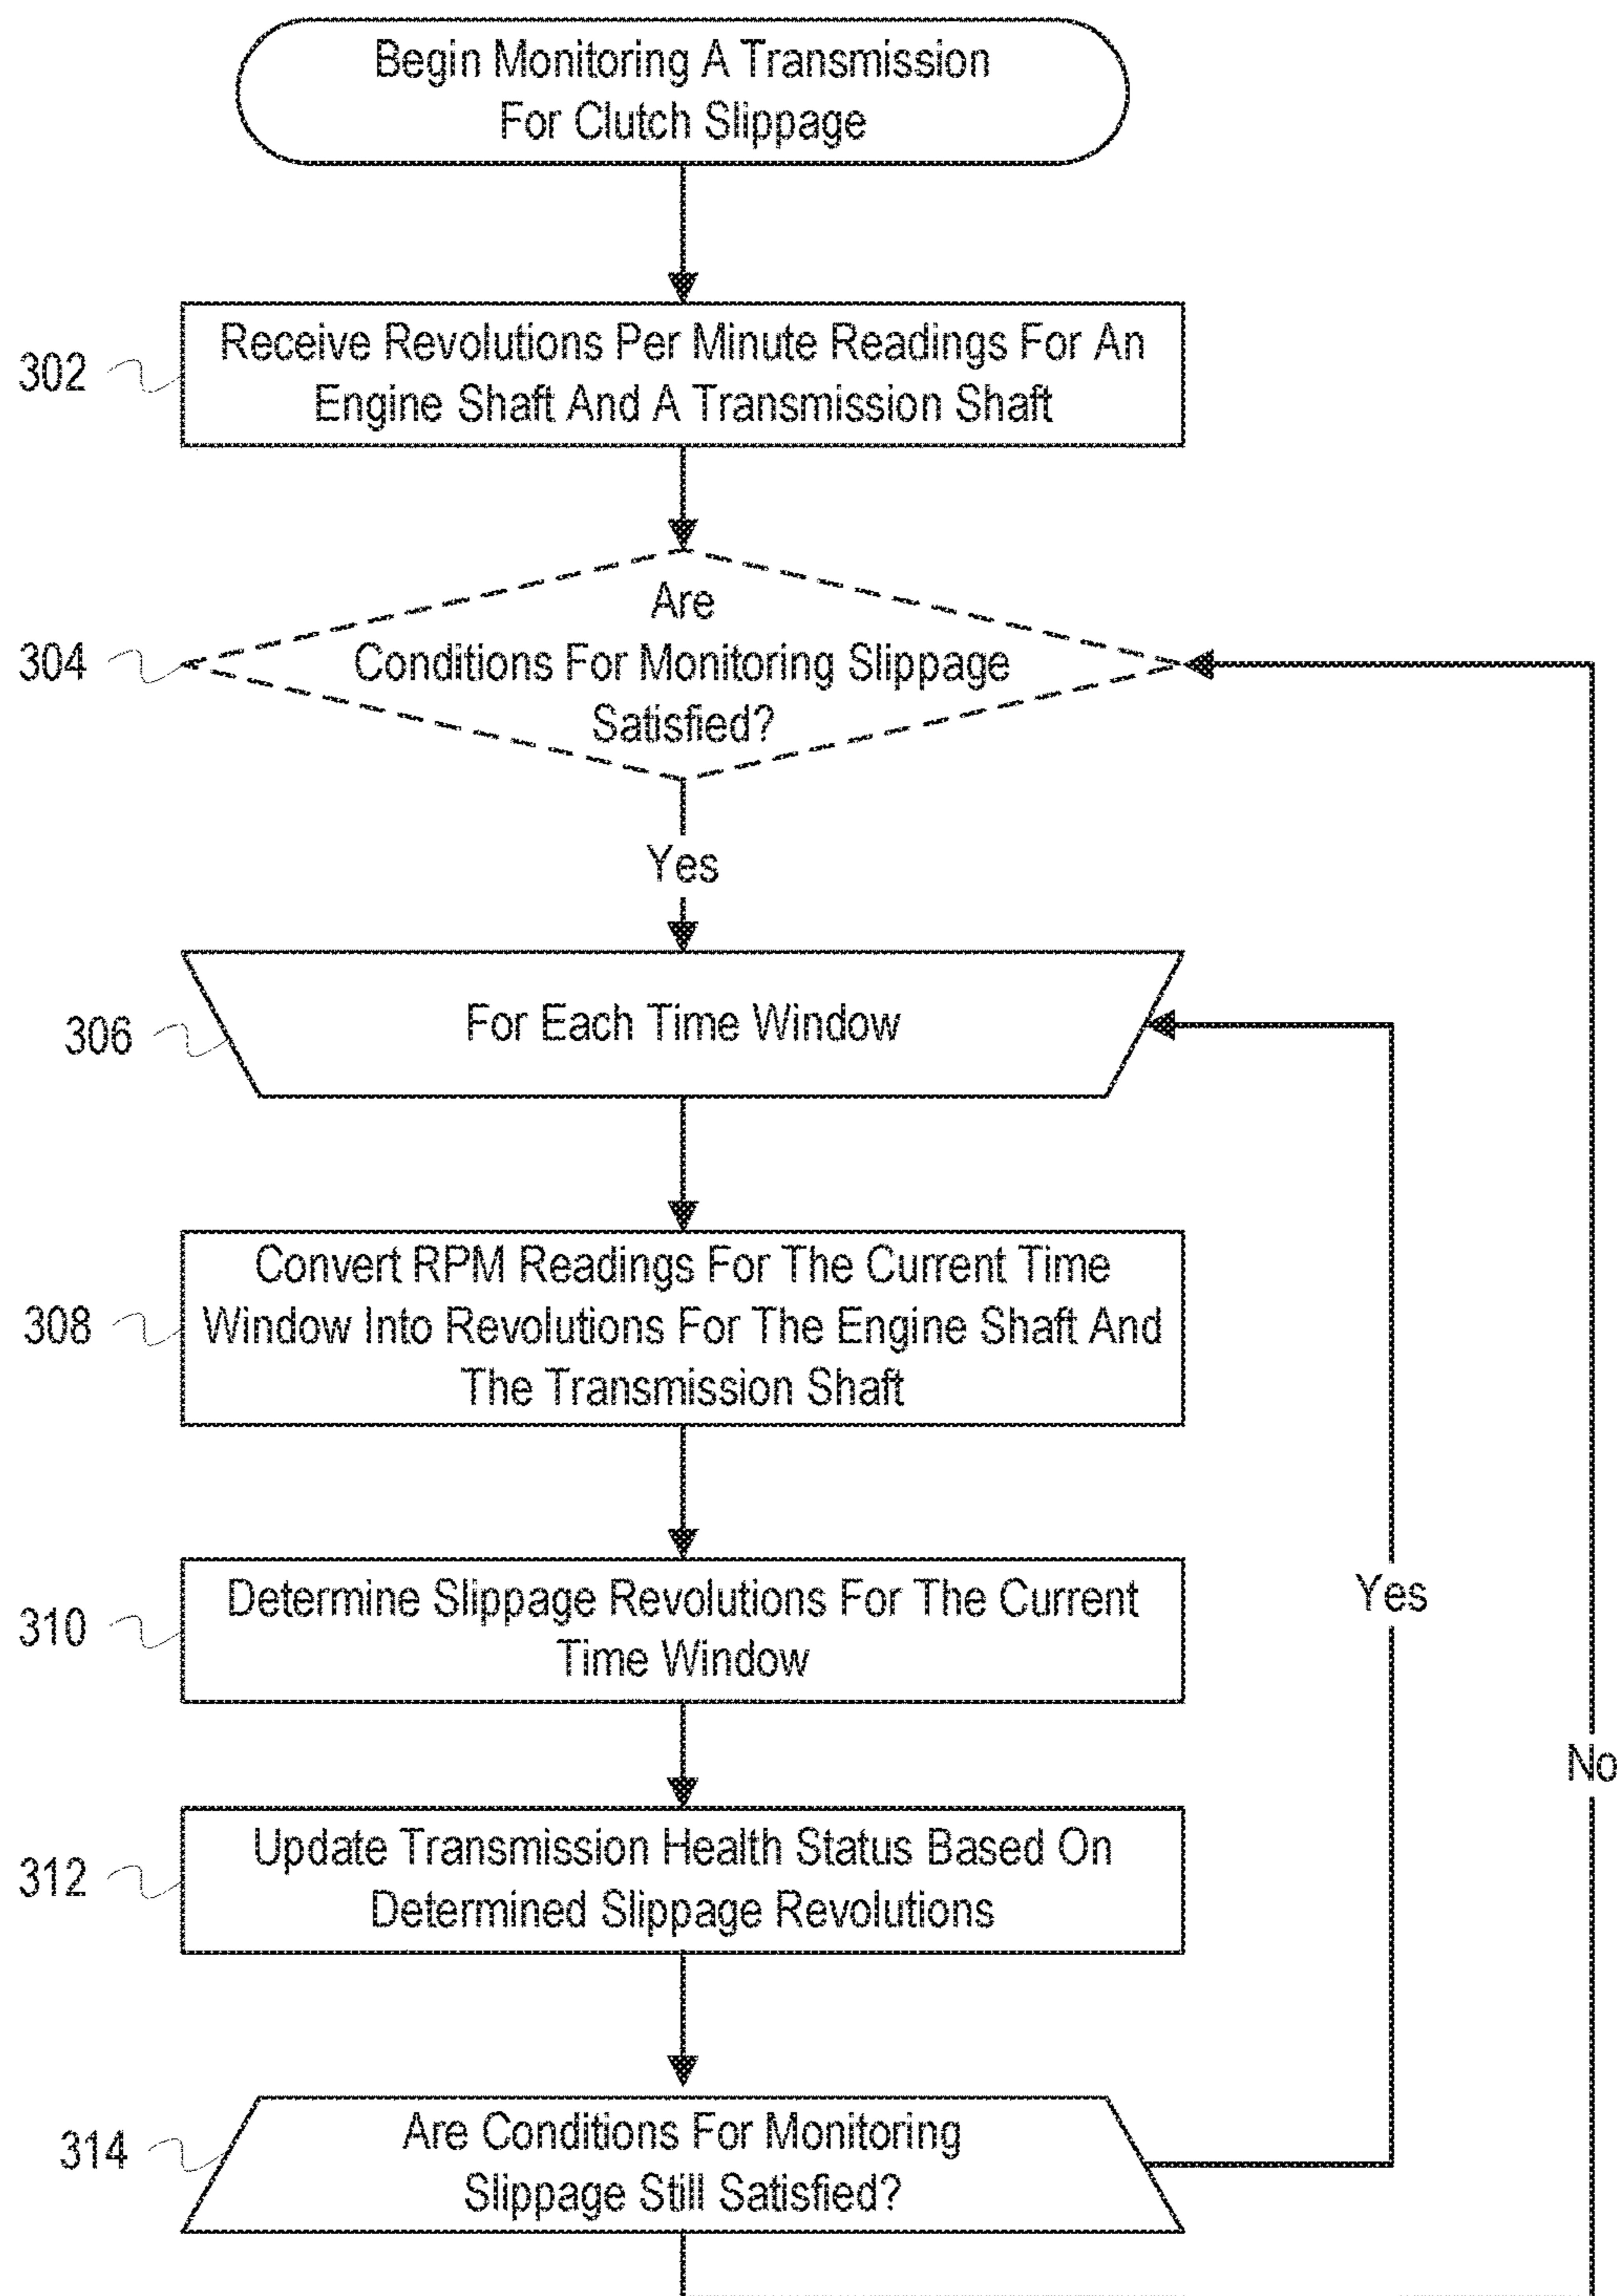 Begin Monitoring A Transmission
For Clutch Slippage
302
Receive Revolutions Per Minute Readings For An
Engine Shaft And A Transmission Shaft
304
Are
Conditions For Monitoring Slippage
Satisfied?
Yes
306
For Each Time Window
308
Convert RPM Readings For The Current Time
Window Into Revolutions For The Engine Shaft And
The Transmission Shaft
310
Determine Slippage Revolutions For The Current
Time Window
Yes
No
312
Update Transmission Health Status Based On
Determined Slippage Revolutions
314
Are Conditions For Monitoring
Slippage Still Satisfied?